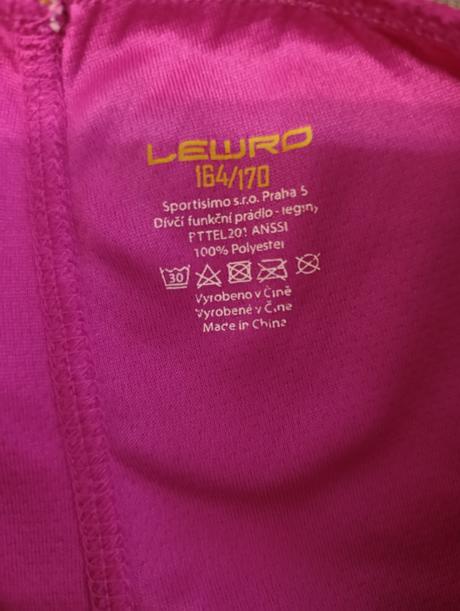 LEWRO
164/170
Sportisimo s.r.o. Praha 5
Dívčí funkční prádlo - legíny
PTTEL201 ANSSI
100% Polyester
30
Vyrobeno v Číně
Vyrobené v Číne
Made in China